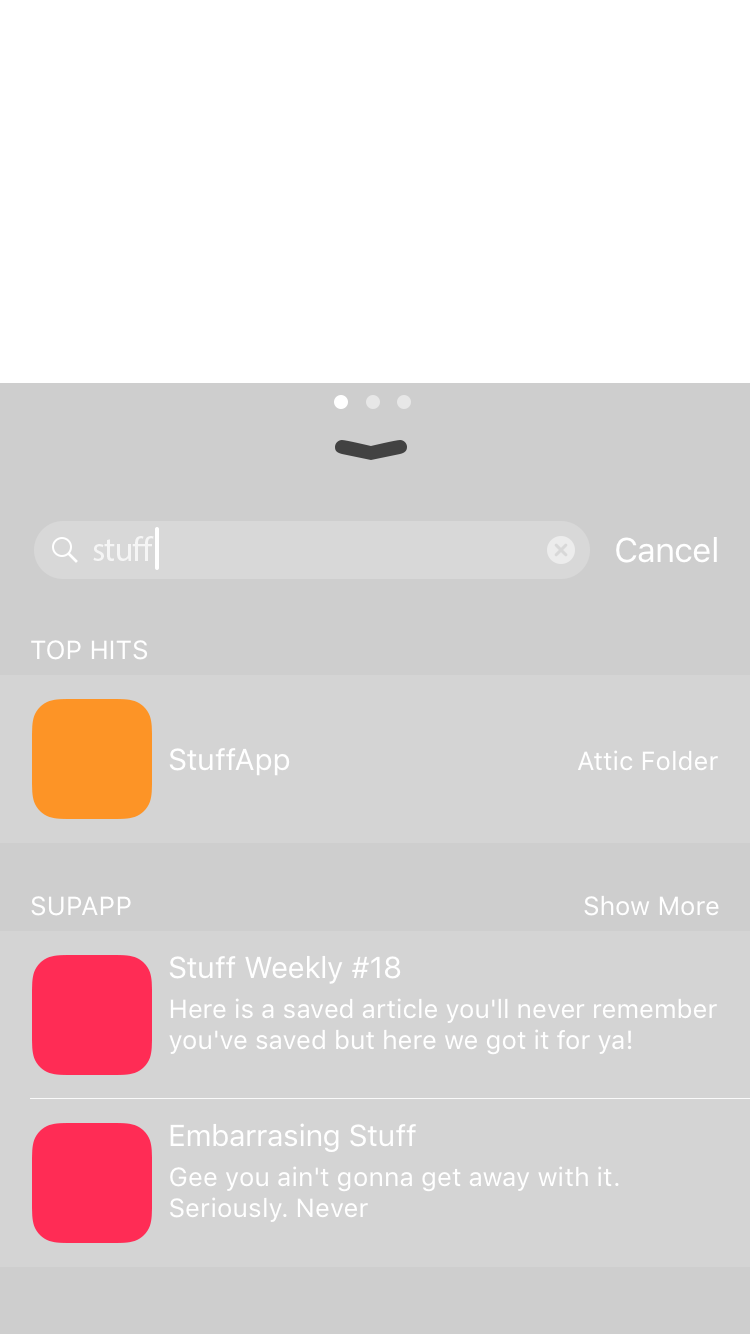 stuff
Cancel
TOP HITS
StuffApp
Attic Folder
SUPAPP
Show More
Stuff Weekly #18
Here is a saved article you'll never remember
you've saved but here we got it for ya!
Embarrasing Stuff
Gee you ain't gonna get away with it.
Seriously. Never